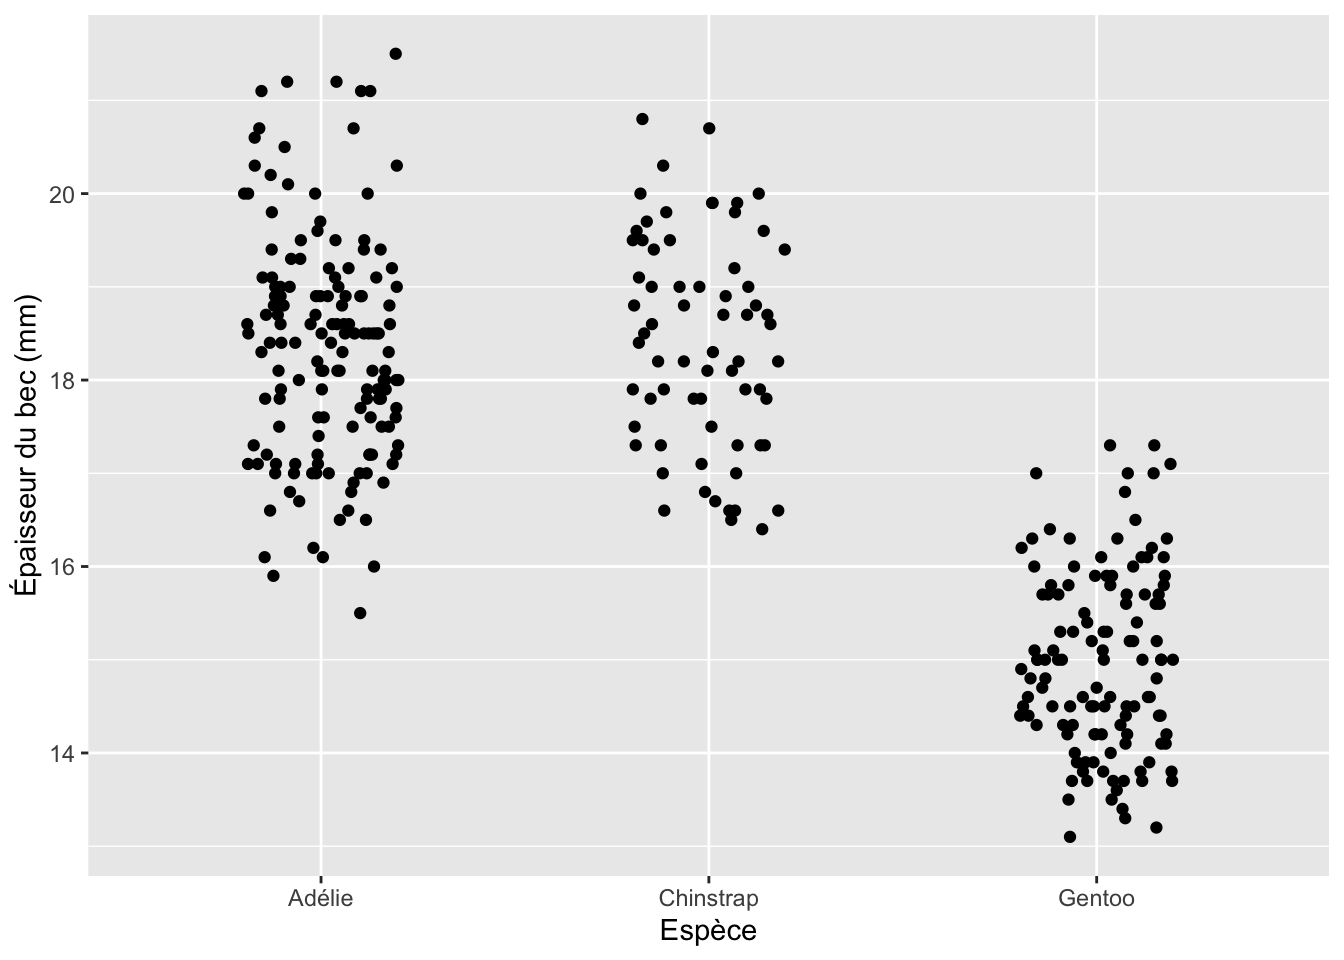 Épaisseur du bec (mm)
20
18
16
14
Adélie
Chinstrap
Gentoo
Espèce